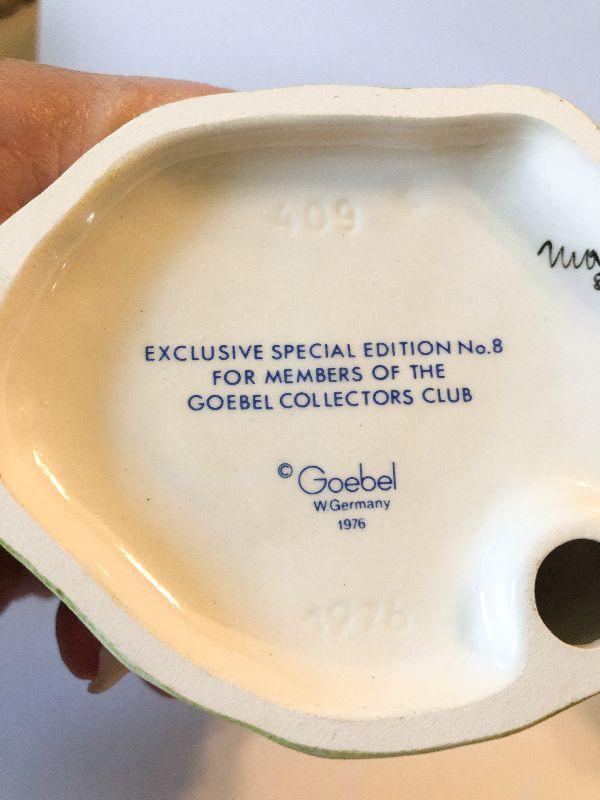 409
EXCLUSIVE SPECIAL EDITION No.8
FOR MEMBERS OF THE
GOEBEL COLLECTORS CLUB
© Goebel
W Germany
1976
1976